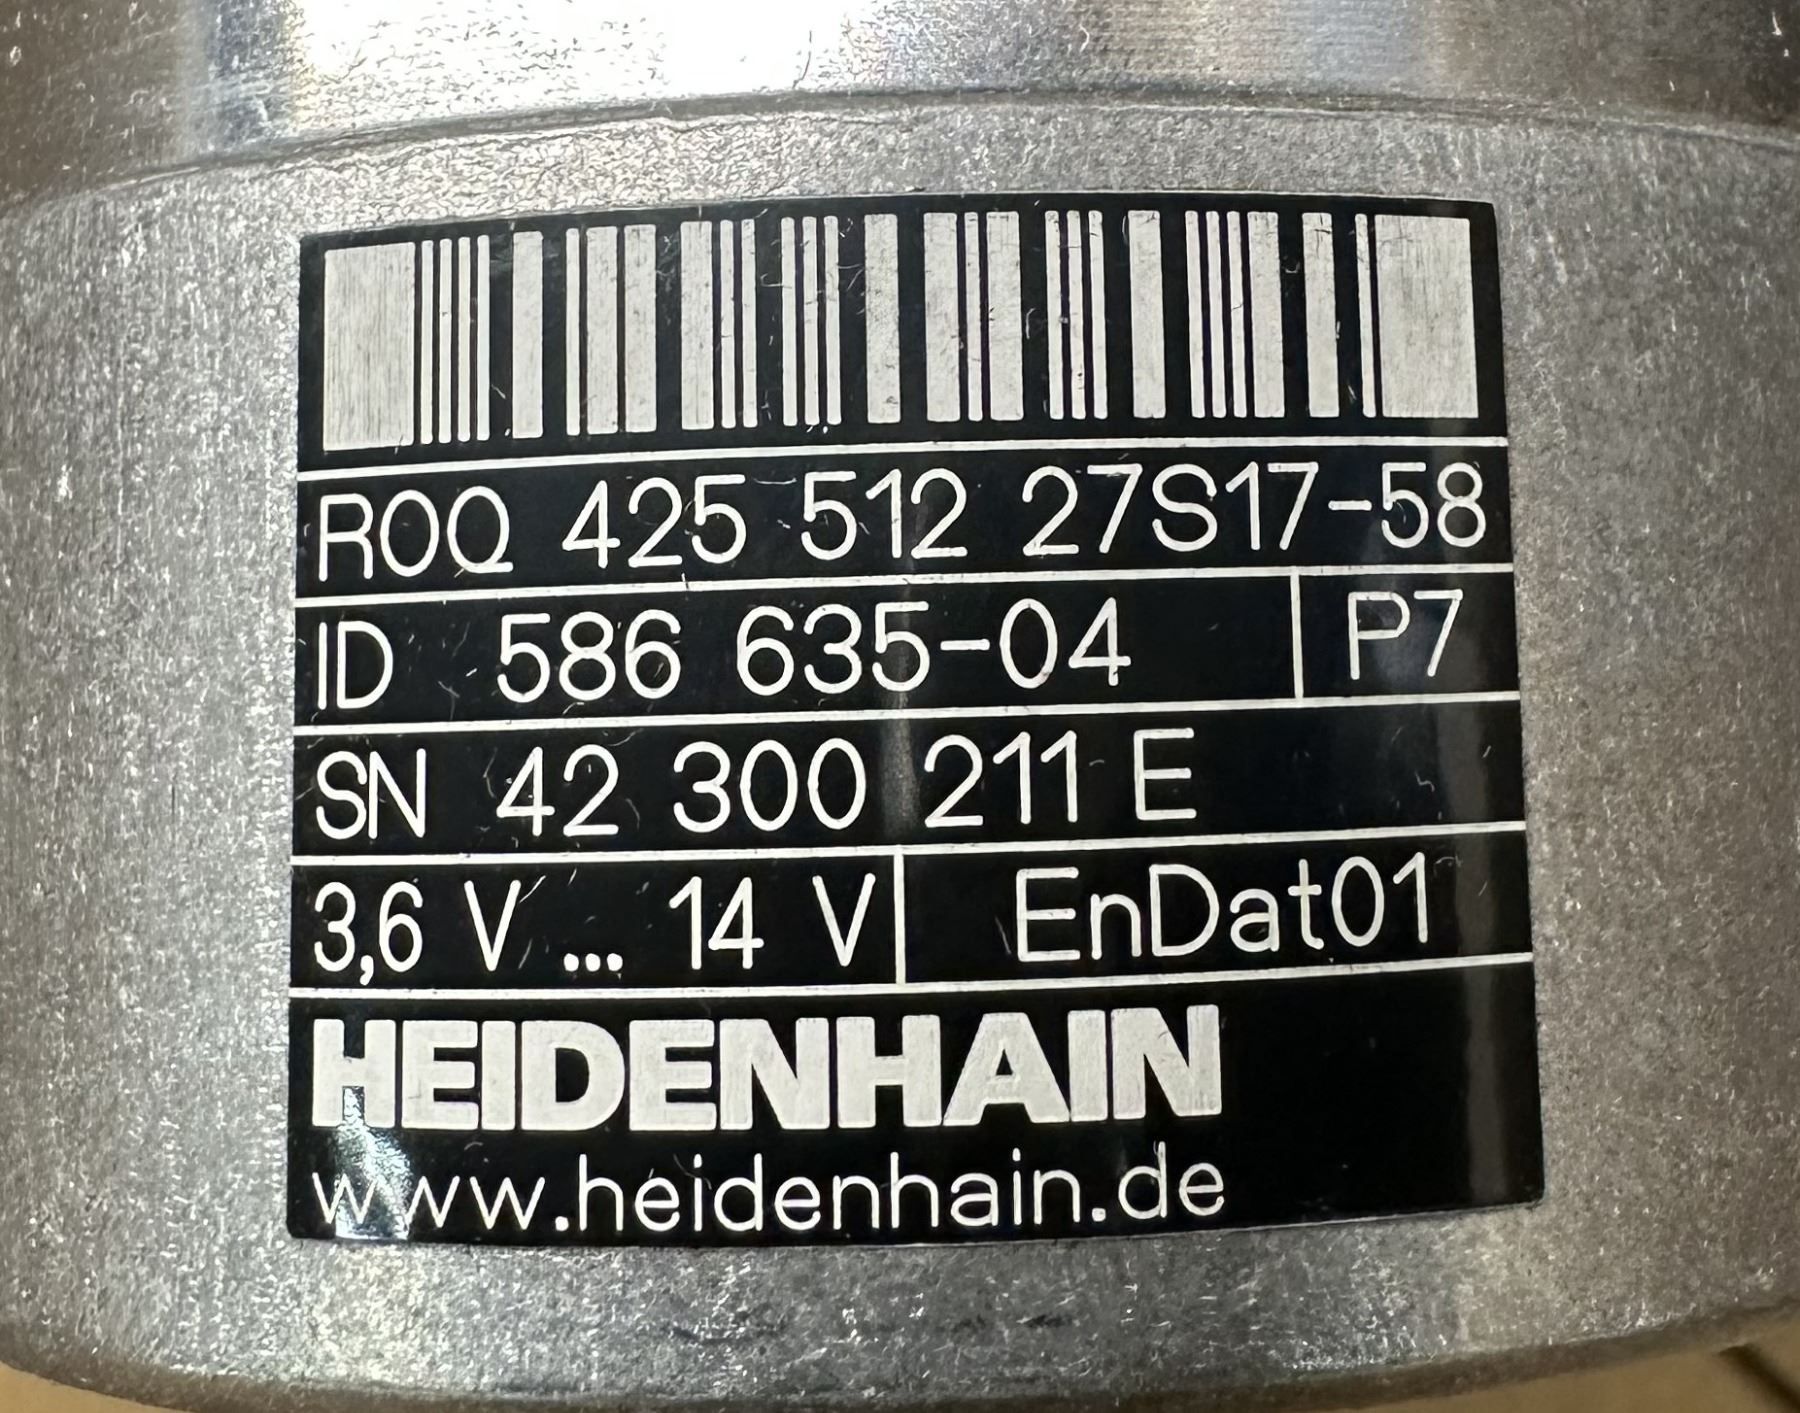 ROQ 425 512 27S17-58
ID 586 635-04 P7
SN 42 300 211 E
3,6 V ... 14 V EnDat01
HEIDENHAIN
www.heidenhain.de